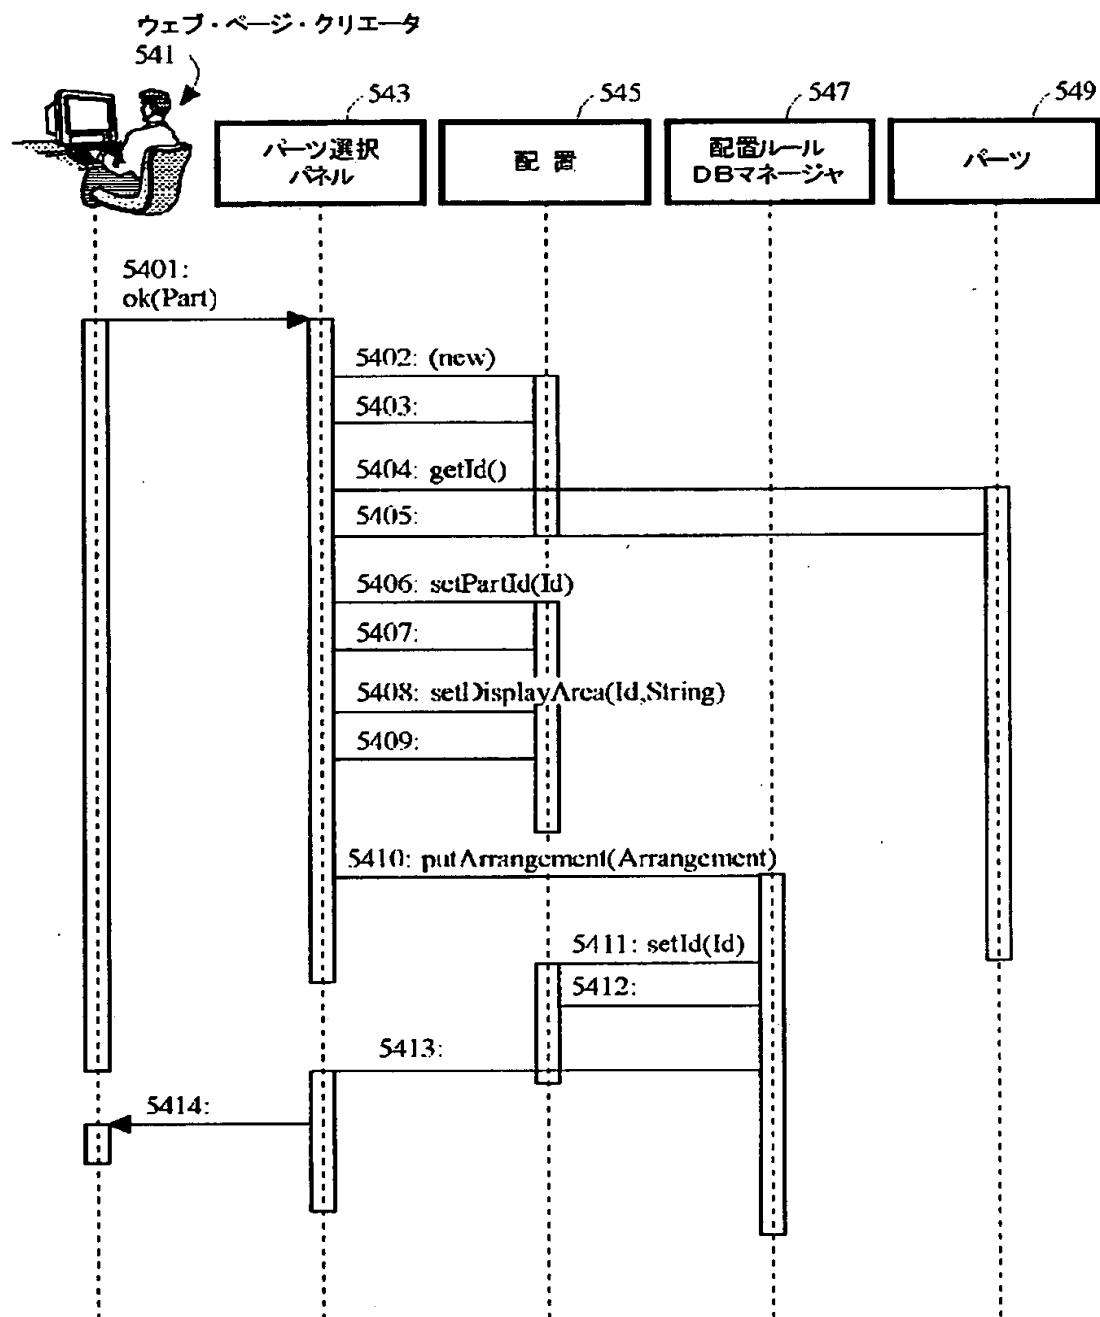 ウェブ・ページ・クリエータ
541
543
545
547
549
パーツ選択
パネル
配置
配置ルール
DBマネージャ
パーツ
5401:
ok(Part)
5402: (new)
5403:
5404: getId()
5405:
5406: setPartId(Id)
5407:
5408: setDisplayArea(Id,String)
5409:
5410: putArrangement(Arrangement)
5411: setId(Id)
5412:
5413:
5414: